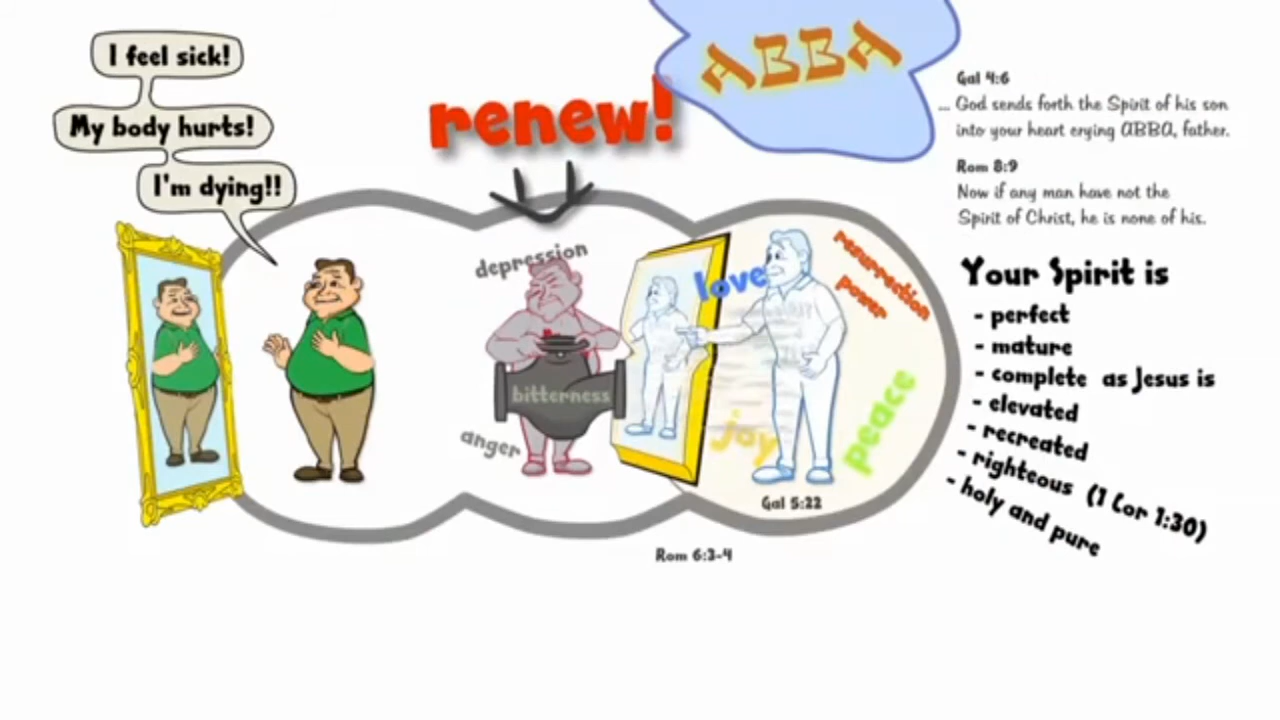 I feel sick!
My body hurts!
I'm dying!!
renew!
ABBA
Gal 4:6
... God sends forth the Spirit of his son
into your heart crying ABBA, father.
Rom 8:9
Now if any man have not the
Spirit of Christ, he is none of his.
depression
bitterness
anger
love
joy
peace
resurrection
power
Gal 5:22
Rom 6:3-4
Your Spirit is
- perfect
- mature
- complete as Jesus is
- elevated
- recreated
- righteous (1 Cor 1:30)
- holy and pure